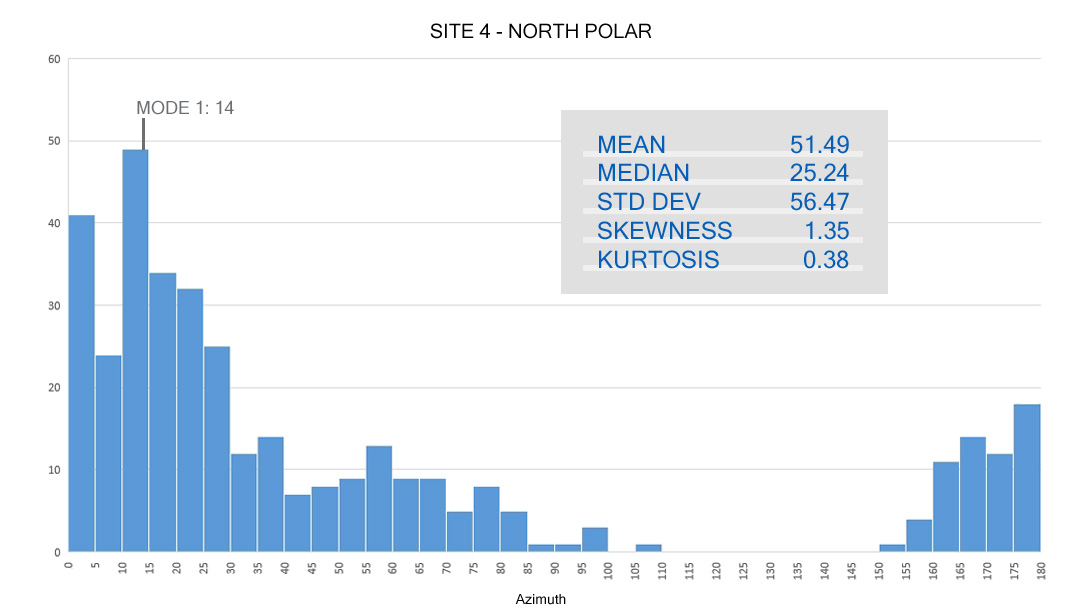 SITE 4 - NORTH POLAR
60
50
40
30
20
10
0
MODE 1: 14
MEAN 51.49
MEDIAN 25.24
STD DEV 56.47
SKEWNESS 1.35
KURTOSIS 0.38
0 5 10 15 20 25 30 35 40 45 50 55 60 65 70 75 80 85 90 95 100 105 110 115 120 125 130 135 140 145 150 155 160 165 170 175 180
Azimuth